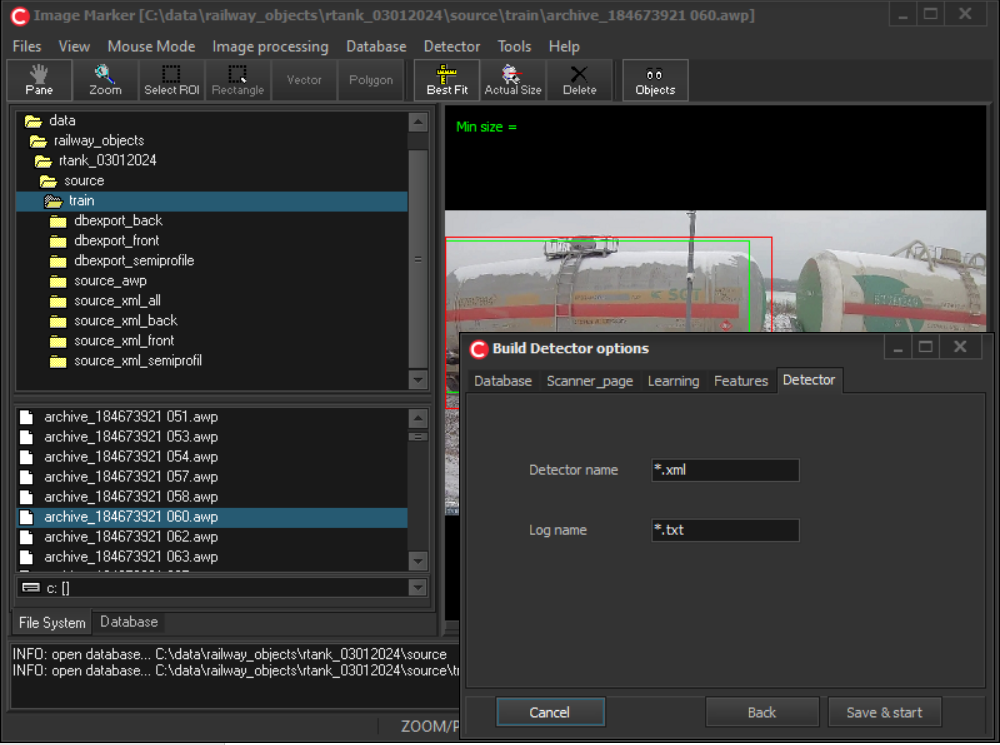 Image Marker [C:\data\railway_objects\rtank_03012024\source\train\archive_184673921 060.awp]
Files View Mouse Mode Image processing Database Detector Tools Help
Pane Zoom Select ROI Rectangle Vector Polygon Best Fit Actual Size Delete Objects
data
railway_objects
rtank_03012024
source
train
dbexport_back
dbexport_front
dbexport_semiprofile
source_awp
source_xml_all
source_xml_back
source_xml_front
source_xml_semiprofil
archive_184673921 051.awp
archive_184673921 053.awp
archive_184673921 054.awp
archive_184673921 057.awp
archive_184673921 058.awp
archive_184673921 060.awp
archive_184673921 062.awp
archive_184673921 063.awp
c: []
File System Database
INFO: open database... C:\data\railway_objects\rtank_03012024\source
INFO: open database... C:\data\railway_objects\rtank_03012024\source\tr
ZOOM/P
Min size =
Build Detector options
Database Scanner_page Learning Features Detector
Detector name *.xml
Log name *.txt
Cancel Back Save & start